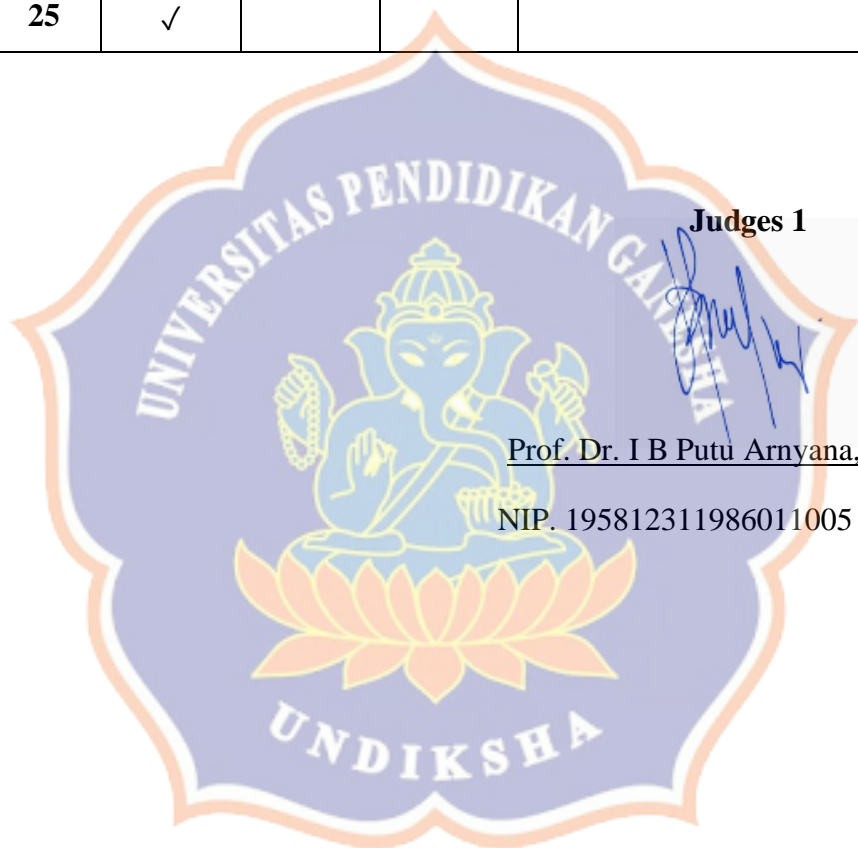 25 ✓
UNIVERSITAS PENDIDIKAN GANESHA
Judges 1
Prof. Dr. I B Putu Arnyana,
NIP. 195812311986011005
UNDIKSHA